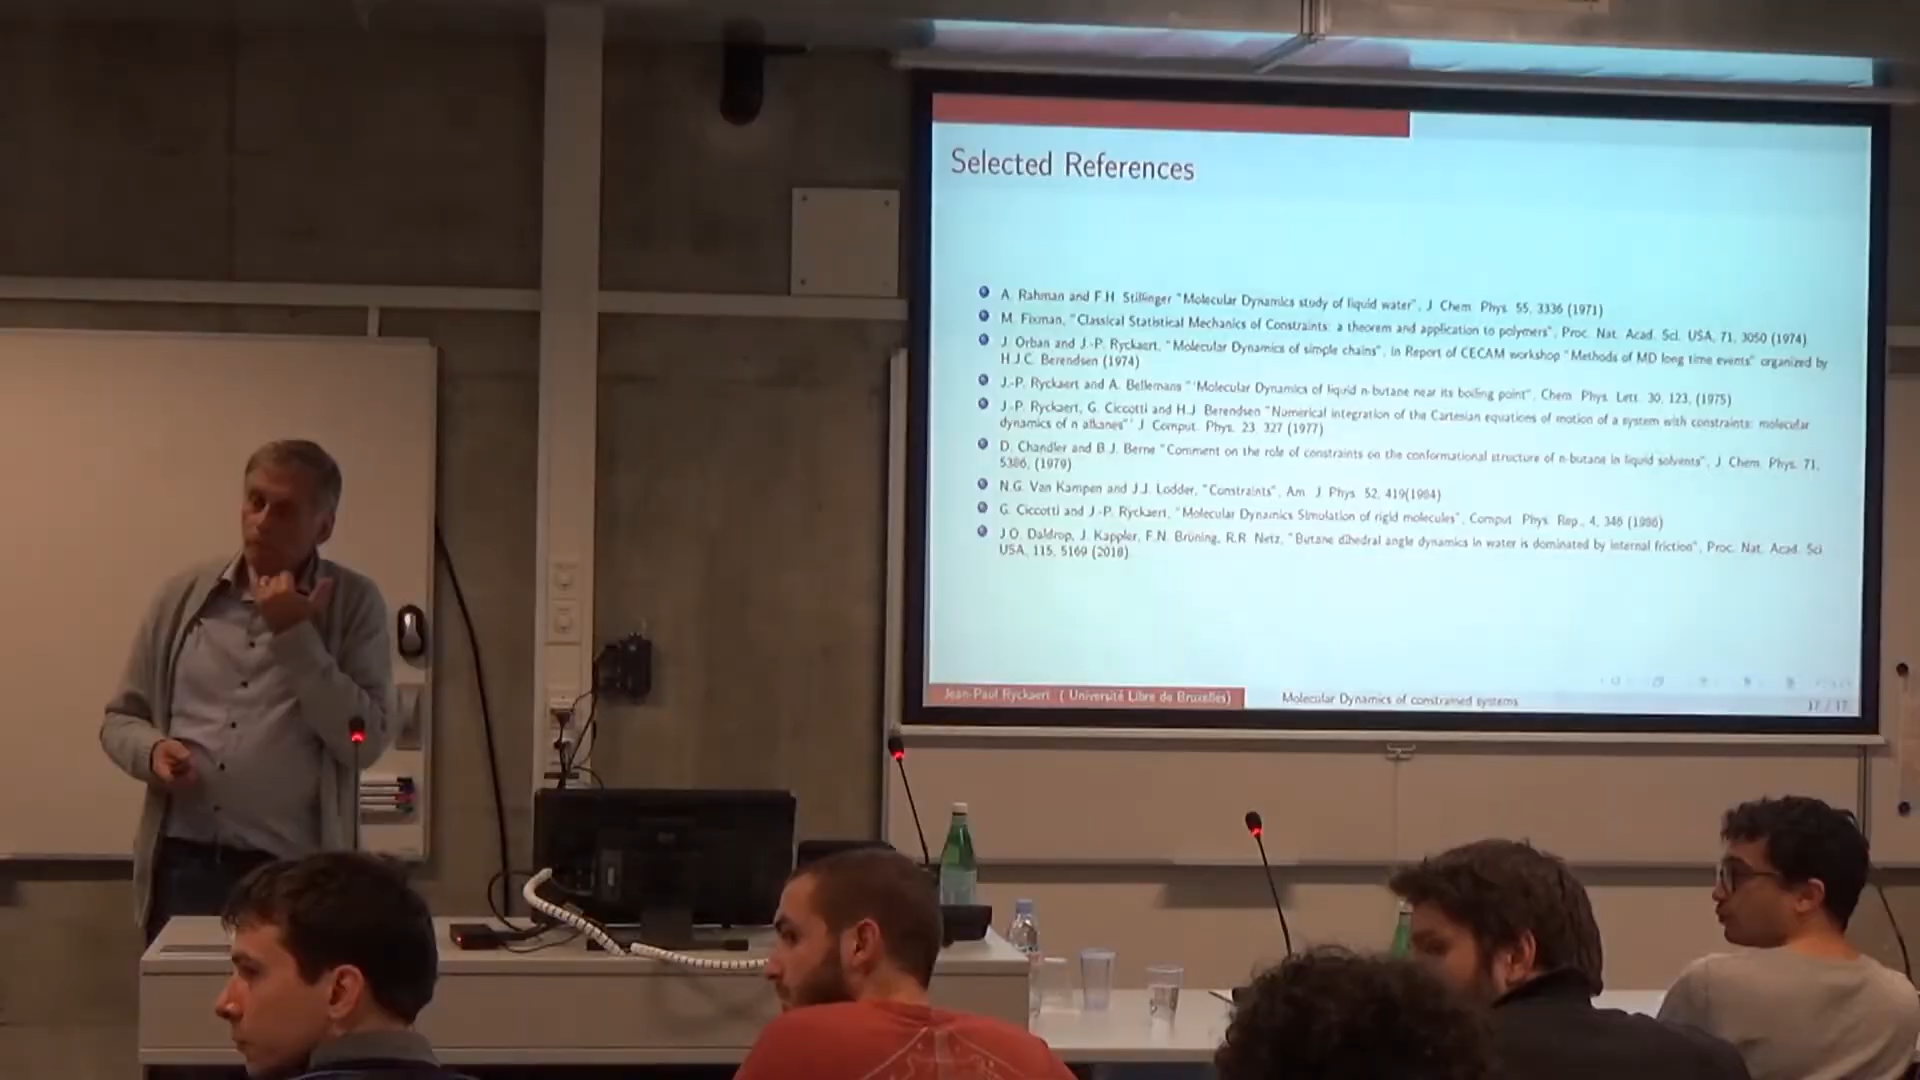 Selected References
A. Rahman and F.H. Stillinger "Molecular Dynamics study of liquid water", J. Chem. Phys. 55, 3336 (1971)
M. Fixman, "Classical Statistical Mechanics of Constraints: a theorem and application to polymers", Proc. Nat. Acad. Sci. USA, 71, 3050 (1974)
J. Orban and J.-P. Ryckaert, "Molecular Dynamics of simple chains", in Report of CECAM workshop "Methods of MD long time events" organized by
H.J.C. Berendsen (1974)
J.-P. Ryckaert and A. Bellemans "'Molecular Dynamics of liquid n-butane near its boiling point", Chem. Phys. Lett. 30, 123, (1975)
J.-P. Ryckaert, G. Ciccotti and H.J. Berendsen "Numerical integration of the Cartesian equations of motion of a system with constraints: molecular
dynamics of n alkanes"' J. Comput. Phys. 23, 327 (1977)
D. Chandler and B.J. Berne "Comment on the role of constraints on the conformational structure of n-butane in liquid solvents", J. Chem. Phys. 71,
5386, (1979)
N.G. Van Kampen and J.J. Lodder, "Constraints", Am. J. Phys. 52, 419(1984)
G. Ciccotti and J.-P. Ryckaert, "Molecular Dynamics Simulation of rigid molecules", Comput. Phys. Rep., 4, 346 (1986)
J.O. Daldrop, J. Kappler, F.N. Brüning, R.R. Netz, "Butane dihedral angle dynamics in water is dominated by internal friction", Proc. Nat. Acad. Sci
USA, 115, 5169 (2018)
Jean-Paul Ryckaert ( Université Libre de Bruxelles)
Molecular Dynamics of constrained systems
17 / 17